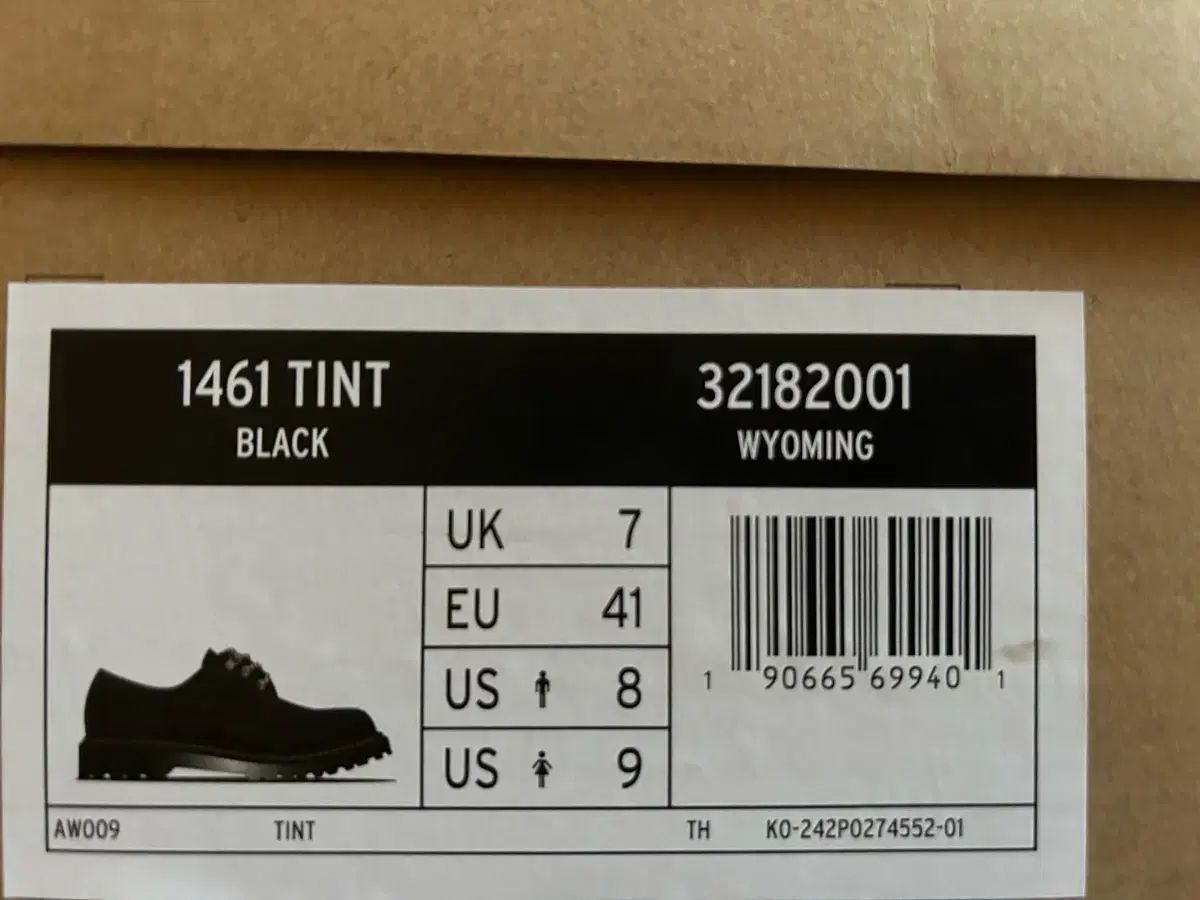 1461 TINT
BLACK
32182001
WYOMING
UK 7
EU 41
US 8
US 9
1 90665 69940 1
AW009 TINT TH KO-242P0274552-01